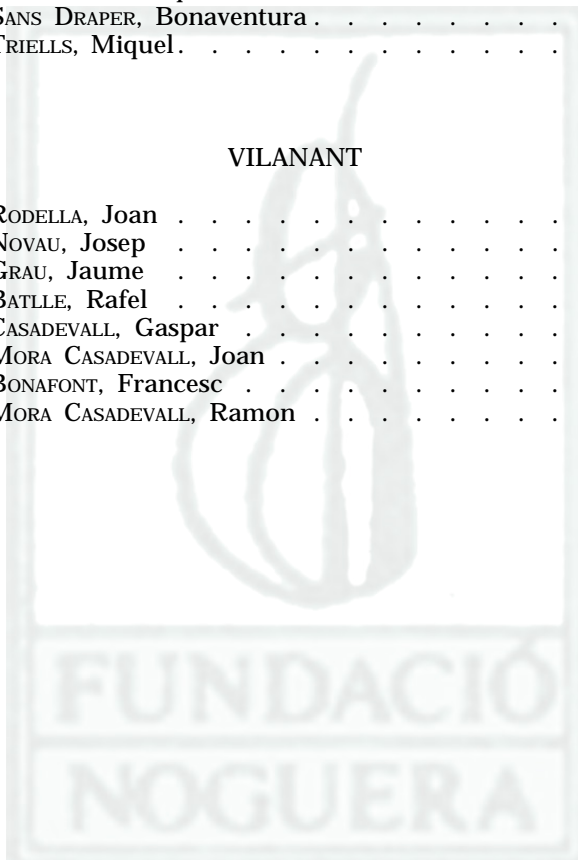 SANS DRAPER, Bonaventura . . . . . . . .
TRIELLS, Miquel . . . . . . . . . . . .
VILANANT
RODELLA, Joan . . . . . . . . . . . .
NOVAU, Josep . . . . . . . . . . . .
GRAU, Jaume . . . . . . . . . . . .
BATLLE, Rafel . . . . . . . . . . . .
CASADEVALL, Gaspar . . . . . . . . . .
MORA CASADEVALL, Joan . . . . . . . . .
BONAFONT, Francesc . . . . . . . . . .
MORA CASADEVALL, Ramon . . . . . . . .
FUNDACIÓ
NOGUERA